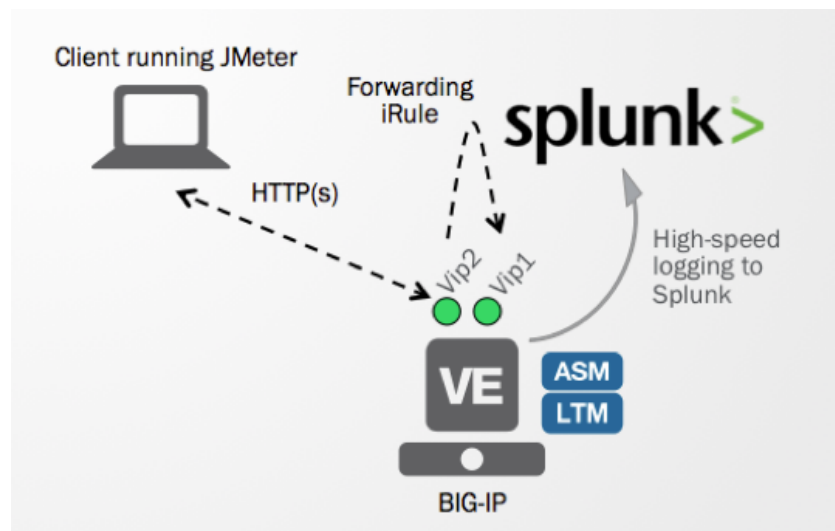 Client running JMeter
Forwarding
iRule
splunk>
HTTP(s)
High-speed
logging to
Splunk
Vip2
Vip1
VE
ASM
LTM
BIG-IP